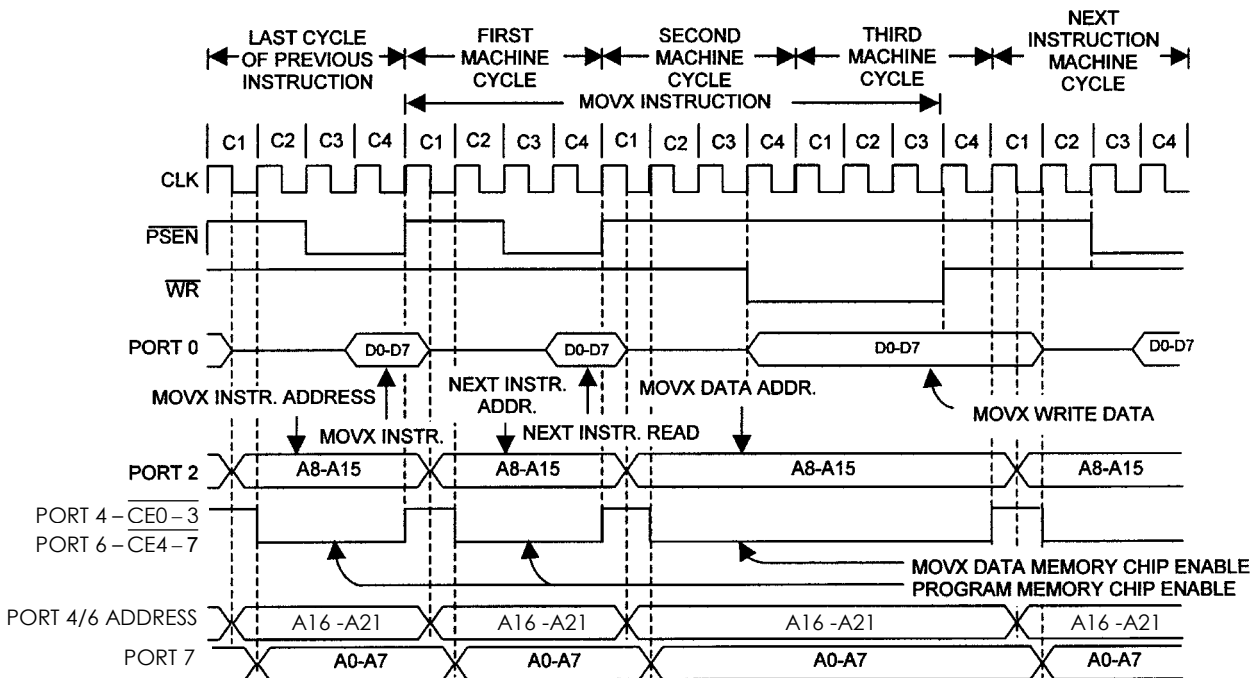 LAST CYCLE
OF PREVIOUS
INSTRUCTION
FIRST
MACHINE
CYCLE
SECOND
MACHINE
CYCLE
THIRD
MACHINE
CYCLE
NEXT
INSTRUCTION
MACHINE
CYCLE
MOVX INSTRUCTION
C1 C2 C3 C4 C1 C2 C3 C4 C1 C2 C3 C4 C1 C2 C3 C4 C1 C2 C3 C4
CLK
PSEN
WR
PORT 0 D0-D7 D0-D7 D0-D7 D0-D7
MOVX INSTR. ADDRESS
MOVX INSTR.
NEXT INSTR.
ADDR.
NEXT INSTR. READ
MOVX DATA ADDR.
MOVX WRITE DATA
PORT 2 A8-A15 A8-A15 A8-A15 A8-A15
PORT 4 – CE0 – 3
PORT 6 – CE4 – 7
MOVX DATA MEMORY CHIP ENABLE
PROGRAM MEMORY CHIP ENABLE
PORT 4/6 ADDRESS A16 -A21 A16 -A21 A16 -A21 A16 -A21
PORT 7 A0-A7 A0-A7 A0-A7 A0-A7